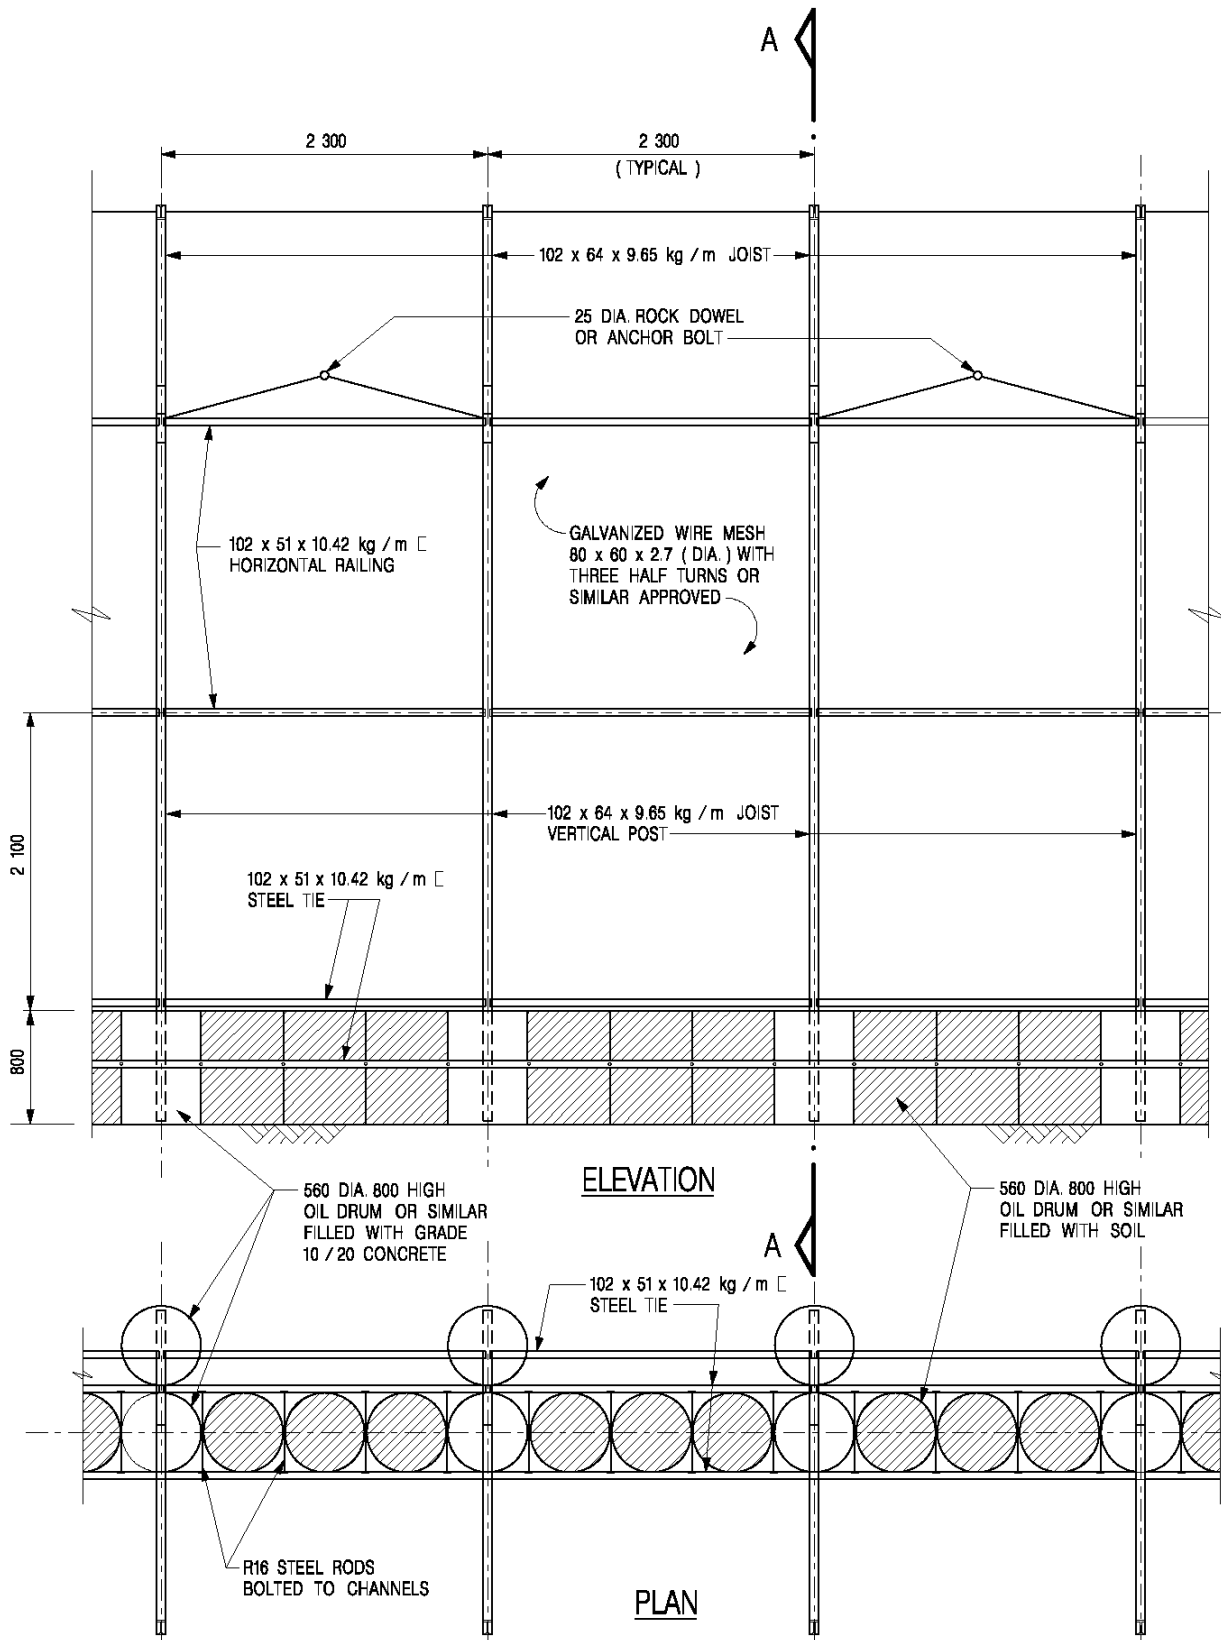 A
2 300
2 300
( TYPICAL )
102 x 64 x 9.65 kg / m JOIST
25 DIA. ROCK DOWEL
OR ANCHOR BOLT
GALVANIZED WIRE MESH
80 x 60 x 2.7 ( DIA. ) WITH
THREE HALF TURNS OR
SIMILAR APPROVED
102 x 51 x 10.42 kg / m
HORIZONTAL RAILING
102 x 64 x 9.65 kg / m JOIST
VERTICAL POST
2 100
102 x 51 x 10.42 kg / m
STEEL TIE
800
ELEVATION
560 DIA. 800 HIGH
OIL DRUM OR SIMILAR
FILLED WITH GRADE
10 / 20 CONCRETE
560 DIA. 800 HIGH
OIL DRUM OR SIMILAR
FILLED WITH SOIL
A
102 x 51 x 10.42 kg / m
STEEL TIE
R16 STEEL RODS
BOLTED TO CHANNELS
PLAN